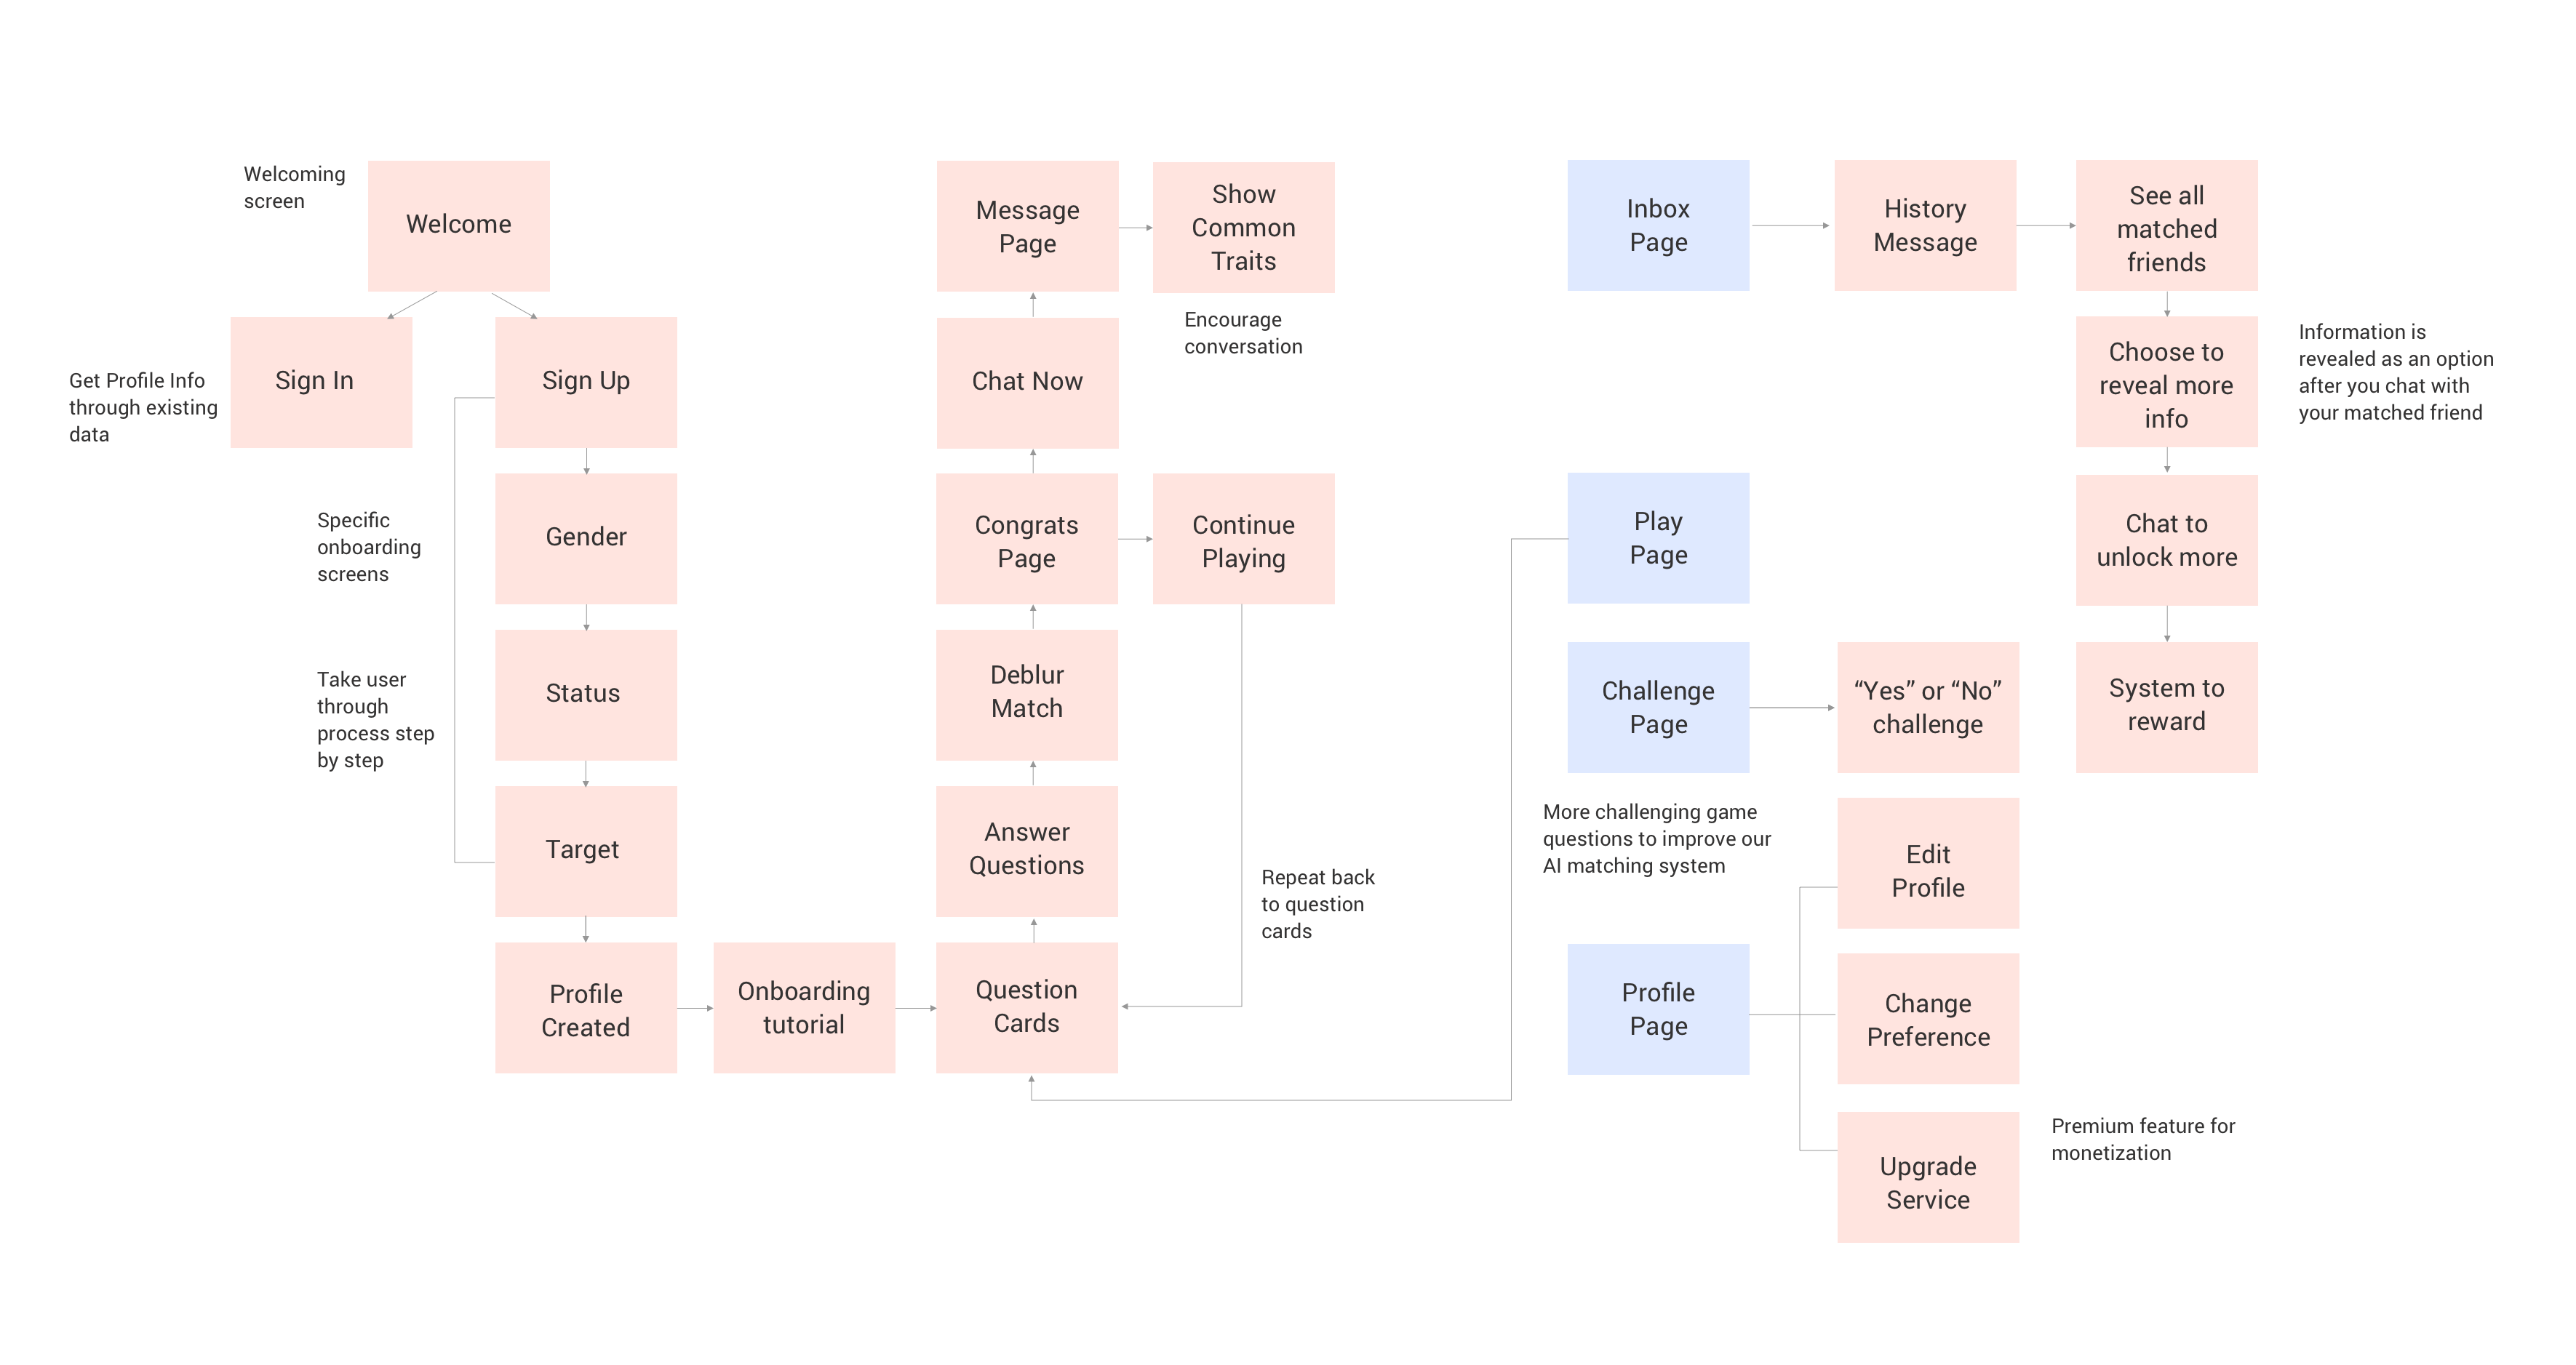 Welcoming
screen
Welcome
Get Profile Info
through existing
data
Sign In
Sign Up
Specific
onboarding
screens
Gender
Take user
through
process step
by step
Status
Target
Profile
Created
Onboarding
tutorial
Question
Cards
Answer
Questions
Deblur
Match
Congrats
Page
Continue
Playing
Repeat back
to question
cards
Chat Now
Message
Page
Show
Common
Traits
Encourage
conversation
Inbox
Page
History
Message
See all
matched
friends
Choose to
reveal more
info
Information is
revealed as an option
after you chat with
your matched friend
Chat to
unlock more
System to
reward
Play
Page
Challenge
Page
“Yes” or “No”
challenge
More challenging game
questions to improve our
AI matching system
Profile
Page
Edit
Profile
Change
Preference
Upgrade
Service
Premium feature for
monetization